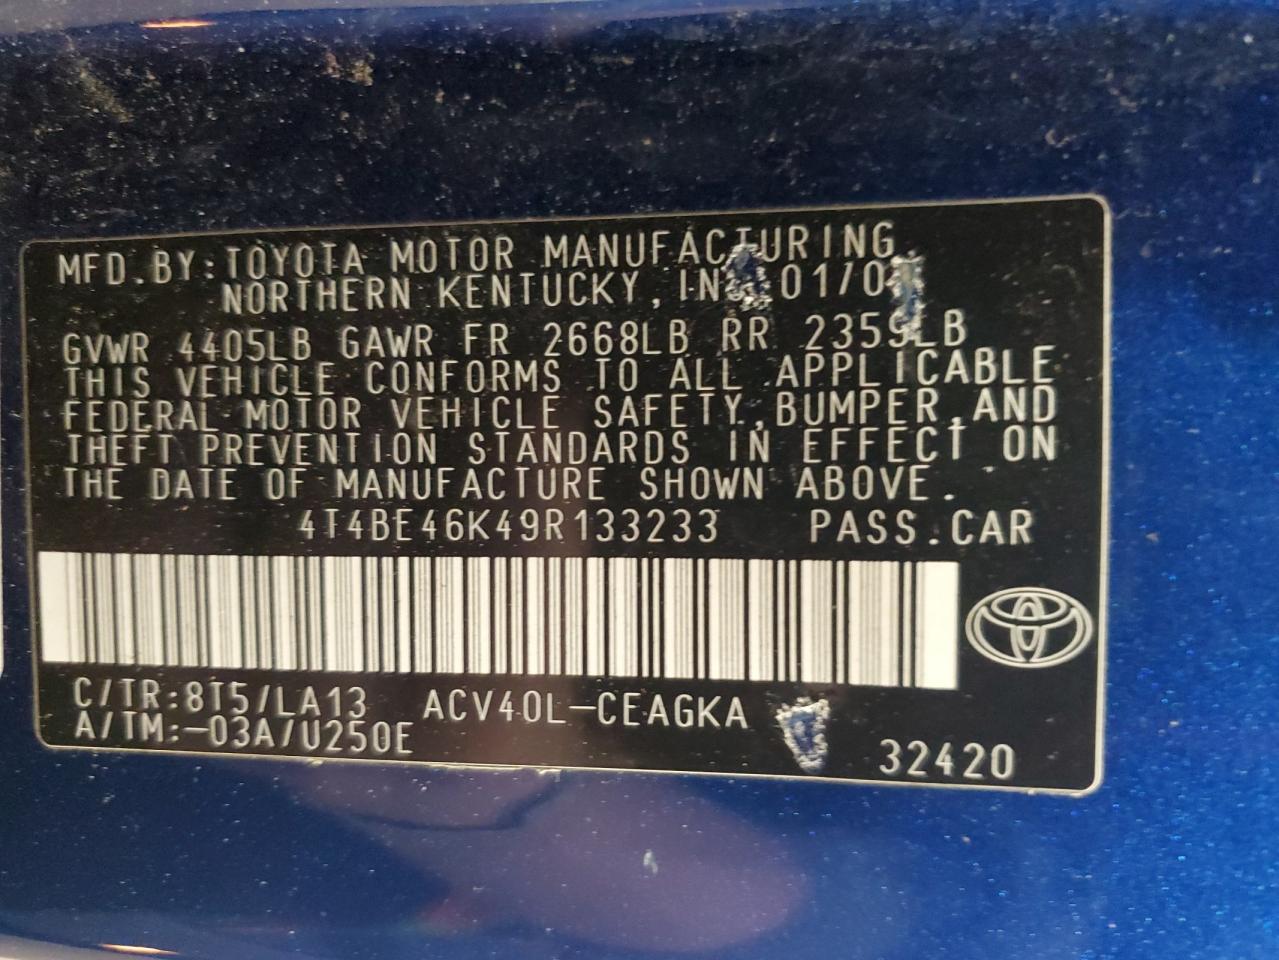 MFD.BY:TOYOTA MOTOR MANUFACTURING
NORTHERN KENTUCKY, IN 01/0
GVWR 4405LB GAWR FR 2668LB RR 2359LB
THIS VEHICLE CONFORMS TO ALL APPLICABLE
FEDERAL MOTOR VEHICLE SAFETY,BUMPER,AND
THEFT PREVENTION STANDARDS IN EFFECT ON
THE DATE OF MANUFACTURE SHOWN ABOVE.
4T4BE46K49R133233 PASS.CAR
C/TR:8T5/LA13 ACV40L-CEAGKA
A/TM:-03A/U250E 32420